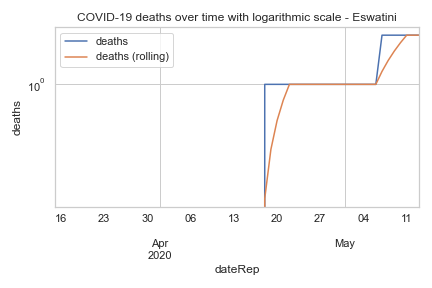 COVID-19 deaths over time with logarithmic scale - Eswatini
deaths
deaths (rolling)
10⁰
deaths
16 23 30 06 13 20 27 04 11
Apr May
2020
dateRep